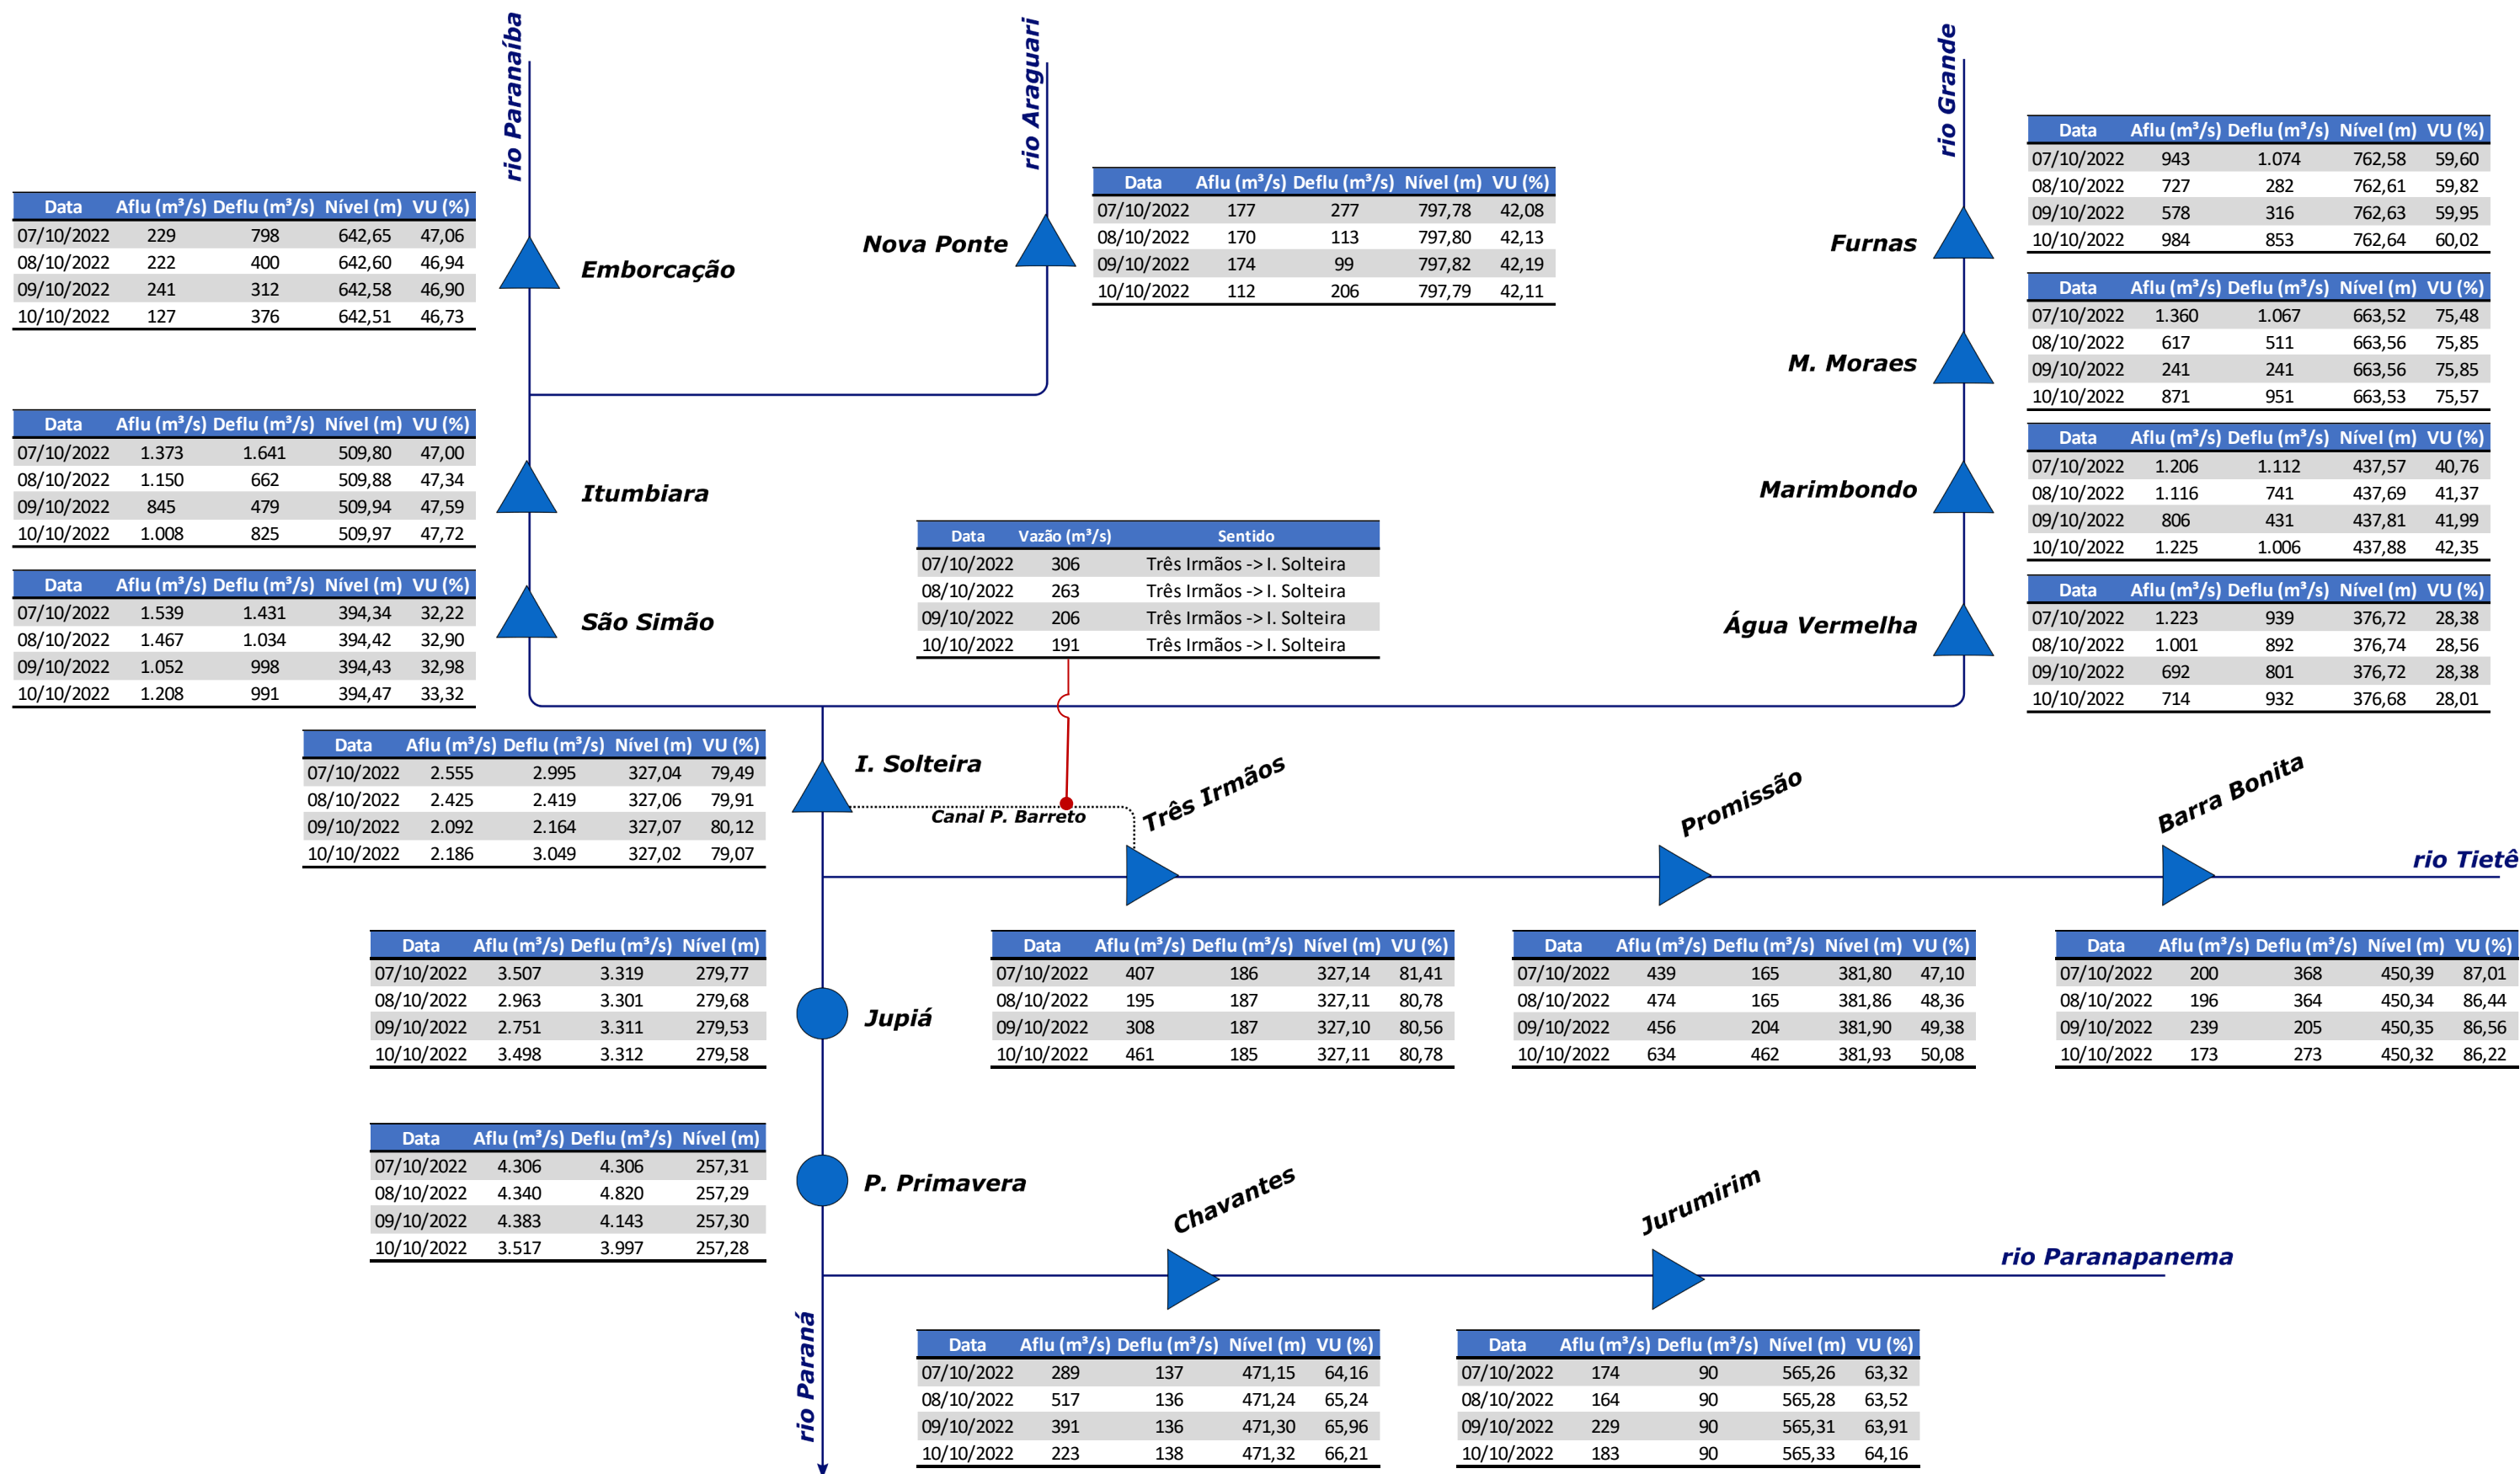 rio Paranaíba
rio Araguari
rio Grande
Data Aflu (m³/s) Deflu (m³/s) Nível (m) VU (%)
07/10/2022 943 1.074 762,58 59,60
08/10/2022 727 282 762,61 59,82
09/10/2022 578 316 762,63 59,95
10/10/2022 984 853 762,64 60,02
Furnas
Data Aflu (m³/s) Deflu (m³/s) Nível (m) VU (%)
07/10/2022 177 277 797,78 42,08
08/10/2022 170 113 797,80 42,13
09/10/2022 174 99 797,82 42,19
10/10/2022 112 206 797,79 42,11
Nova Ponte
Data Aflu (m³/s) Deflu (m³/s) Nível (m) VU (%)
07/10/2022 229 798 642,65 47,06
08/10/2022 222 400 642,60 46,94
09/10/2022 241 312 642,58 46,90
10/10/2022 127 376 642,51 46,73
Emborcação
Data Aflu (m³/s) Deflu (m³/s) Nível (m) VU (%)
07/10/2022 1.360 1.067 663,52 75,48
08/10/2022 617 511 663,56 75,85
09/10/2022 241 241 663,56 75,85
10/10/2022 871 951 663,53 75,57
M. Moraes
Data Aflu (m³/s) Deflu (m³/s) Nível (m) VU (%)
07/10/2022 1.373 1.641 509,80 47,00
08/10/2022 1.150 662 509,88 47,34
09/10/2022 845 479 509,94 47,59
10/10/2022 1.008 825 509,97 47,72
Itumbiara
Data Aflu (m³/s) Deflu (m³/s) Nível (m) VU (%)
07/10/2022 1.206 1.112 437,57 40,76
08/10/2022 1.116 741 437,69 41,37
09/10/2022 806 431 437,81 41,99
10/10/2022 1.225 1.006 437,88 42,35
Marimbondo
Data Vazão (m³/s) Sentido
07/10/2022 306 Três Irmãos -> I. Solteira
08/10/2022 263 Três Irmãos -> I. Solteira
09/10/2022 206 Três Irmãos -> I. Solteira
10/10/2022 191 Três Irmãos -> I. Solteira
Data Aflu (m³/s) Deflu (m³/s) Nível (m) VU (%)
07/10/2022 1.539 1.431 394,34 32,22
08/10/2022 1.467 1.034 394,42 32,90
09/10/2022 1.052 998 394,43 32,98
10/10/2022 1.208 991 394,47 33,32
São Simão
Data Aflu (m³/s) Deflu (m³/s) Nível (m) VU (%)
07/10/2022 1.223 939 376,72 28,38
08/10/2022 1.001 892 376,74 28,56
09/10/2022 692 801 376,72 28,38
10/10/2022 714 932 376,68 28,01
Água Vermelha
Data Aflu (m³/s) Deflu (m³/s) Nível (m) VU (%)
07/10/2022 2.555 2.995 327,04 79,49
08/10/2022 2.425 2.419 327,06 79,91
09/10/2022 2.092 2.164 327,07 80,12
10/10/2022 2.186 3.049 327,02 79,07
I. Solteira
Canal P. Barreto
Três Irmãos
Promissão
Barra Bonita
rio Tietê
Data Aflu (m³/s) Deflu (m³/s) Nível (m)
07/10/2022 3.507 3.319 279,77
08/10/2022 2.963 3.301 279,68
09/10/2022 2.751 3.311 279,53
10/10/2022 3.498 3.312 279,58
Jupiá
Data Aflu (m³/s) Deflu (m³/s) Nível (m) VU (%)
07/10/2022 407 186 327,14 81,41
08/10/2022 195 187 327,11 80,78
09/10/2022 308 187 327,10 80,56
10/10/2022 461 185 327,11 80,78
Data Aflu (m³/s) Deflu (m³/s) Nível (m) VU (%)
07/10/2022 439 165 381,80 47,10
08/10/2022 474 165 381,86 48,36
09/10/2022 456 204 381,90 49,38
10/10/2022 634 462 381,93 50,08
Data Aflu (m³/s) Deflu (m³/s) Nível (m) VU (%)
07/10/2022 200 368 450,39 87,01
08/10/2022 196 364 450,34 86,44
09/10/2022 239 205 450,35 86,56
10/10/2022 173 273 450,32 86,22
Data Aflu (m³/s) Deflu (m³/s) Nível (m)
07/10/2022 4.306 4.306 257,31
08/10/2022 4.340 4.820 257,29
09/10/2022 4.383 4.143 257,30
10/10/2022 3.517 3.997 257,28
P. Primavera
Chavantes
Jurumirim
rio Paranapanema
rio Paraná
Data Aflu (m³/s) Deflu (m³/s) Nível (m) VU (%)
07/10/2022 289 137 471,15 64,16
08/10/2022 517 136 471,24 65,24
09/10/2022 391 136 471,30 65,96
10/10/2022 223 138 471,32 66,21
Data Aflu (m³/s) Deflu (m³/s) Nível (m) VU (%)
07/10/2022 174 90 565,26 63,32
08/10/2022 164 90 565,28 63,52
09/10/2022 229 90 565,31 63,91
10/10/2022 183 90 565,33 64,16